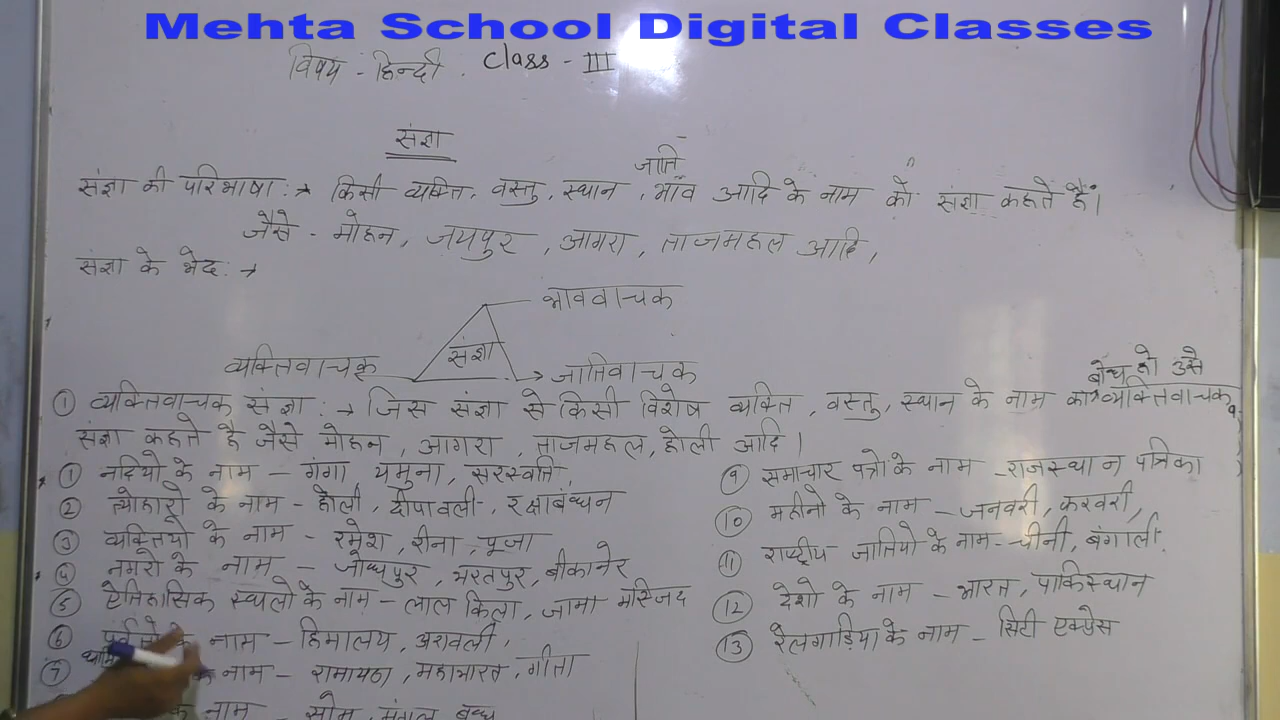 Mehta School Digital Classes
विषय - हिन्दी . Class - III
संज्ञा
जाति
संज्ञा की परिभाषा :→ किसी व्यक्ति, वस्तु, स्थान , भाँव आदि के नाम को संज्ञा कहते हैं।
जैसे - मोहन, जयपुर , आगरा , ताजमहल आदि ,
संज्ञा के भेद : →
भाववाचक
संज्ञा
व्यक्तिवाचक
जातिवाचक
बोध हो उसे
① व्यक्तिवाचक संज्ञा : → जिस संज्ञा से किसी विशेष व्यक्ति , वस्तु, स्थान के नाम का व्यक्तिवाचक
संज्ञा कहते है जैसे मोहन , आगरा , ताजमहल, होली आदि ।
① नदियो के नाम - गंगा यमुना , सरस्वति
② त्योहारो के नाम - होली , दीपावली , रक्षाबंन्धन
③ व्यक्तियो के नाम - रमेश , रीना , पूजा
④ नगरो के नाम - जोधपुर , भरतपुर , बीकानेर
⑤ ऐतिहासिक स्थलो के नाम - लाल किला, जामा मस्जिद
⑥ पर्वतो के नाम - हिमालय , अरावली ,
⑦ नाम - रामायण , महाभारत , गीता
के नाम - सोम , मंगल , बुध
⑨ समाचार पत्रो के नाम - राजस्थान पत्रिका
⑩ महीनो के नाम - जनवरी , फरवरी ,
⑪ राष्ट्रीय जातियो के नाम - चीनी, बंगाली
⑫ देशो के नाम - भारत , पाकिस्थान
⑬ रेलगाड़िया के नाम - सिटी एक्प्रेस